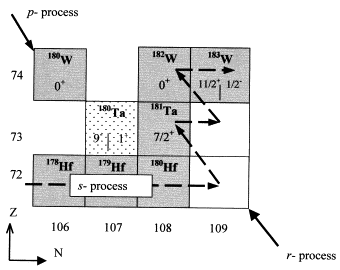 p- process
180W 182W 183W
74 0+ 0+ 11/2+ 1/2-
180Ta 181Ta
73 9- 1+ 7/2+
178Hf 179Hf 180Hf
72 s- process
Z 106 107 108 109
N
r- process